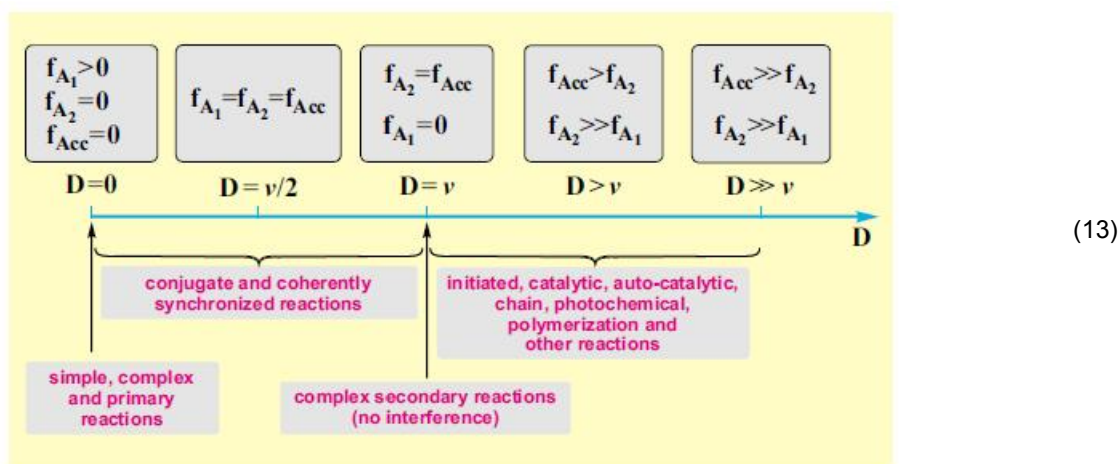 f_A₁>0
f_A₂=0
f_Acc=0
f_A₁=f_A₂=f_Acc
f_A₂=f_Acc
f_A₁=0
f_Acc>f_A₂
f_A₂>>f_A₁
f_Acc>>f_A₂
f_A₂>>f_A₁
D=0
D=v/2
D=v
D>v
D≫v
D
(13)
conjugate and coherently
synchronized reactions
initiated, catalytic, auto-catalytic,
chain, photochemical,
polymerization and
other reactions
simple, complex
and primary
reactions
complex secondary reactions
(no interference)